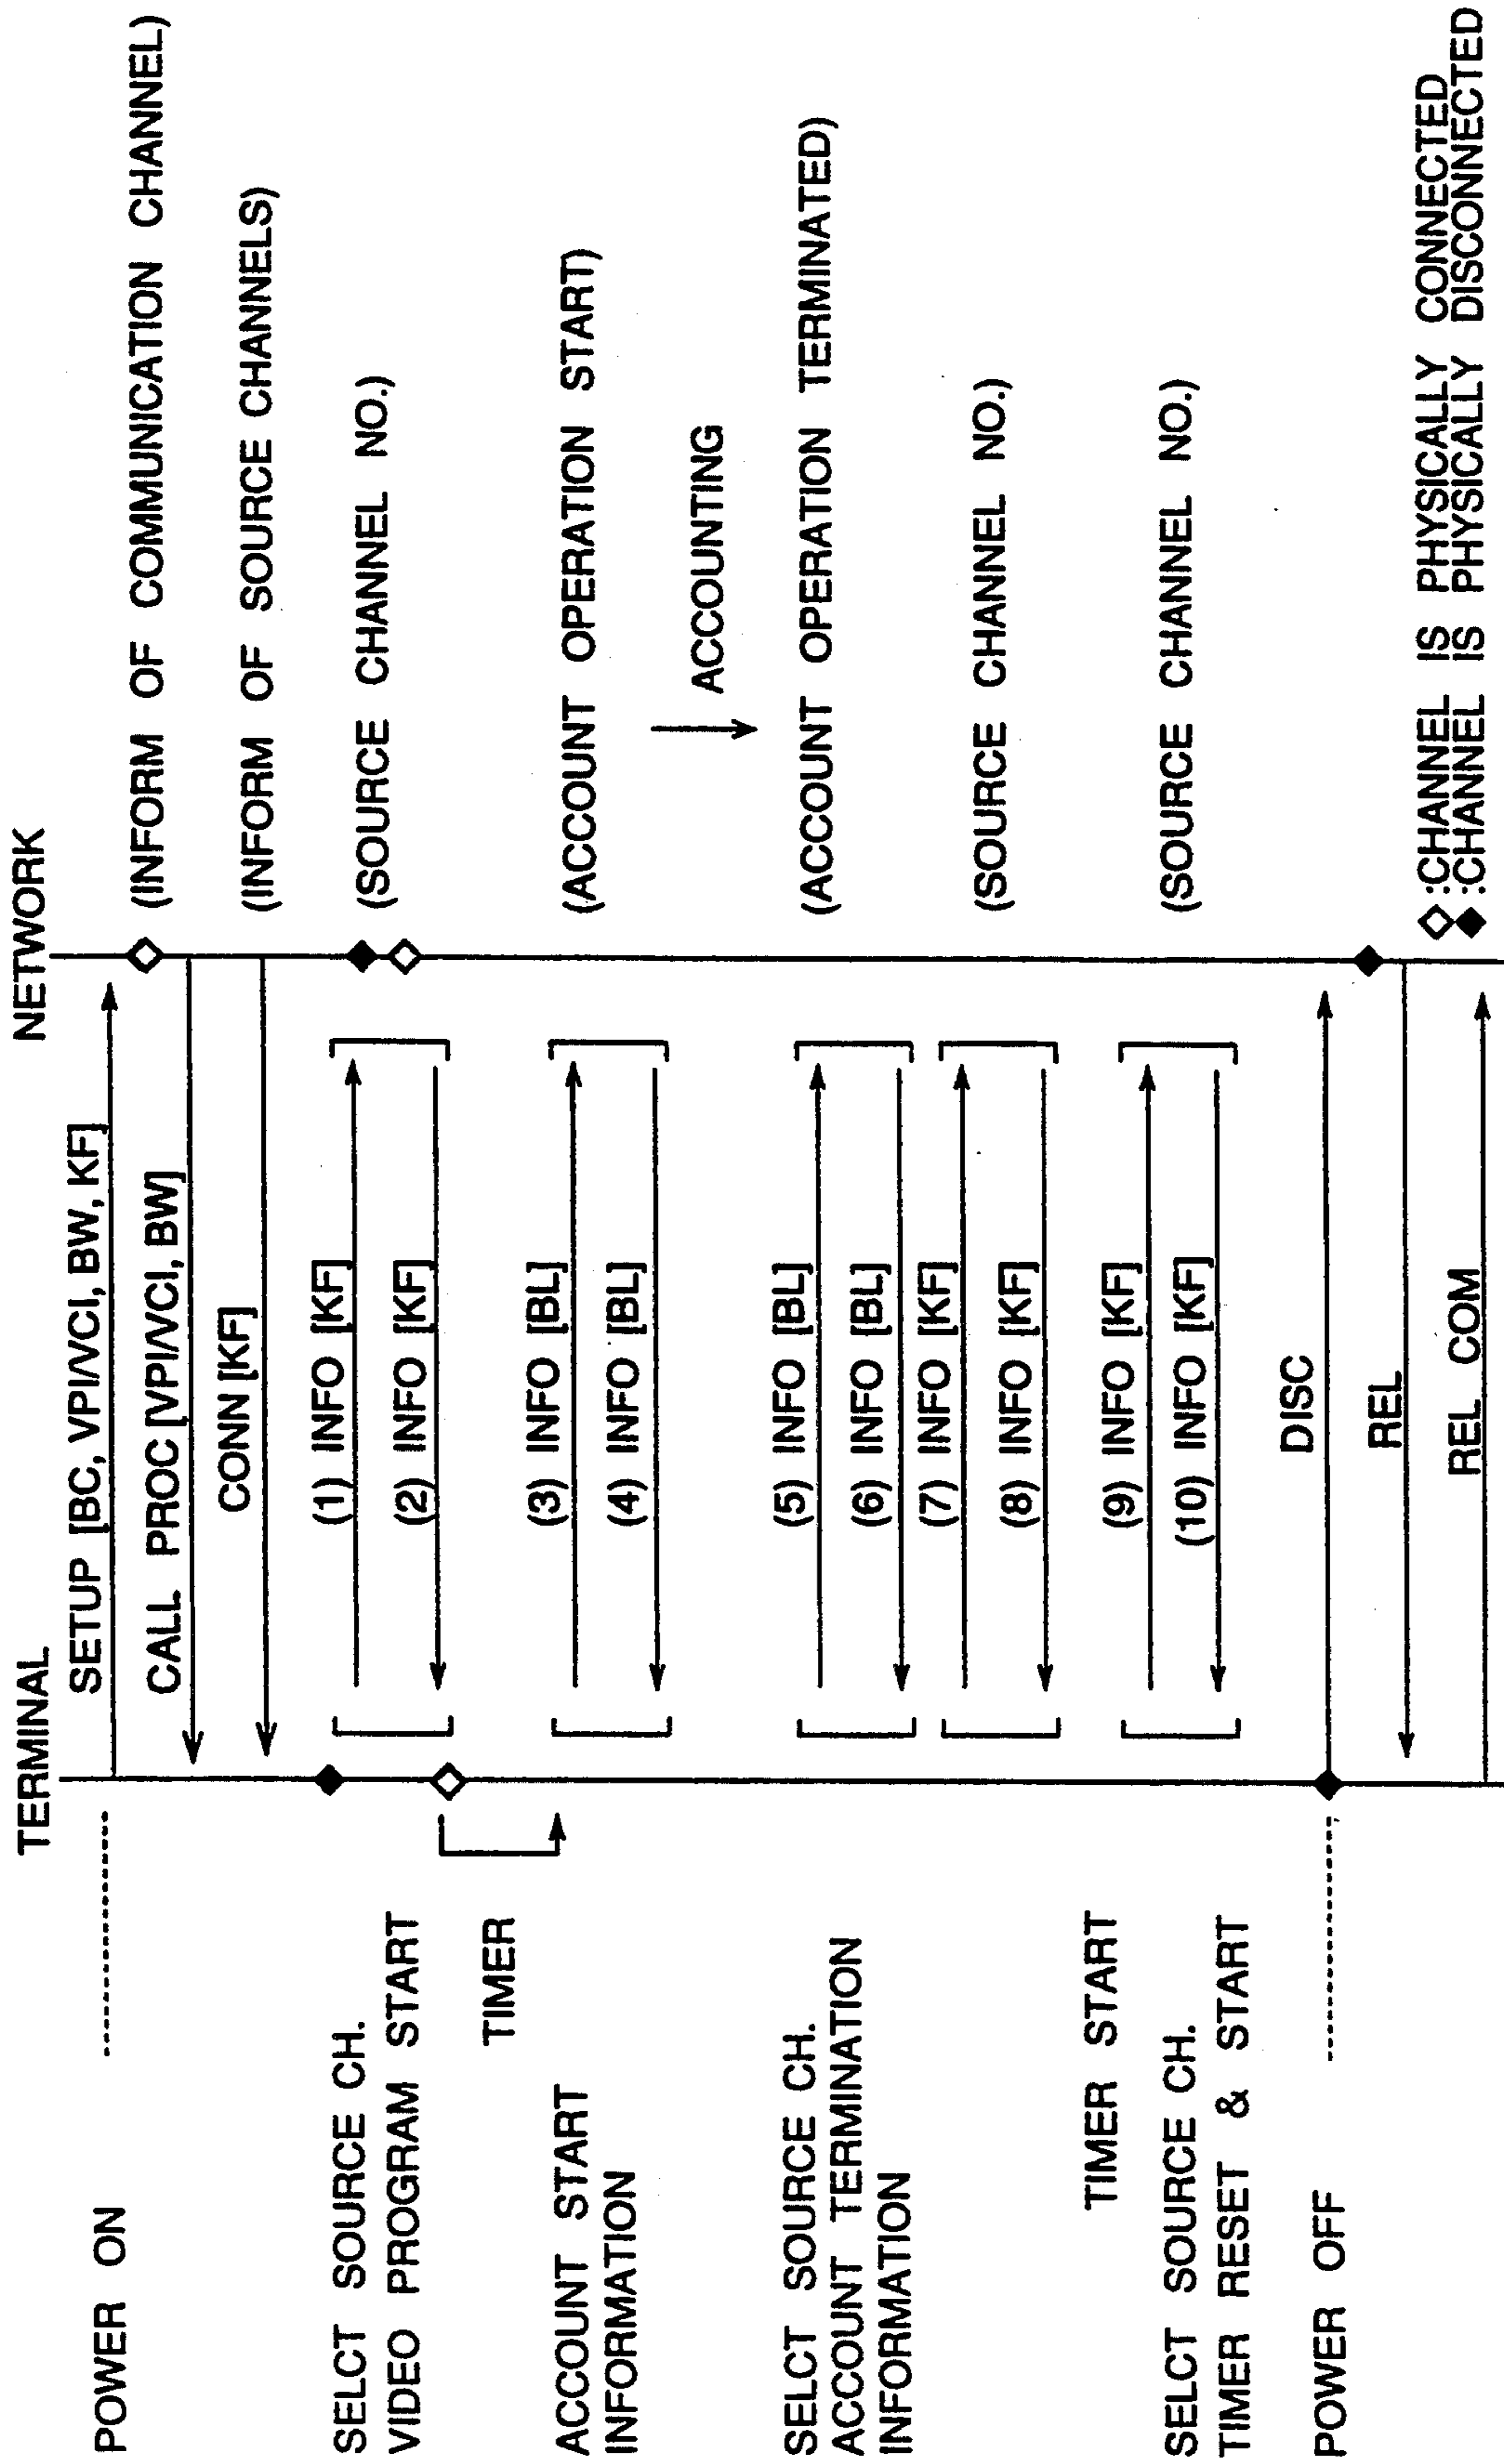 TERMINAL
NETWORK
POWER ON
SETUP [BC, VPI/VCI, BW, KF]
(INFORM OF COMMUNICATION CHANNEL)
CALL PROC [VPI/VCI, BW]
CONN [KF]
(INFORM OF SOURCE CHANNELS)
SELCT SOURCE CH.
VIDEO PROGRAM START
(1) INFO [KF]
(SOURCE CHANNEL NO.)
(2) INFO [KF]
TIMER
ACCOUNT START
INFORMATION
(3) INFO [BL]
(ACCOUNT OPERATION START)
(4) INFO [BL]
ACCOUNTING
SELCT SOURCE CH.
ACCOUNT TERMINATION
INFORMATION
(5) INFO [BL]
(ACCOUNT OPERATION TERMINATED)
(6) INFO [BL]
(7) INFO [KF]
(SOURCE CHANNEL NO.)
(8) INFO [KF]
TIMER START
(9) INFO [KF]
(SOURCE CHANNEL NO.)
SELCT SOURCE CH.
TIMER RESET & START
(10) INFO [KF]
POWER OFF
DISC
REL
REL COM
:CHANNEL IS PHYSICALLY CONNECTED
:CHANNEL IS PHYSICALLY DISCONNECTED